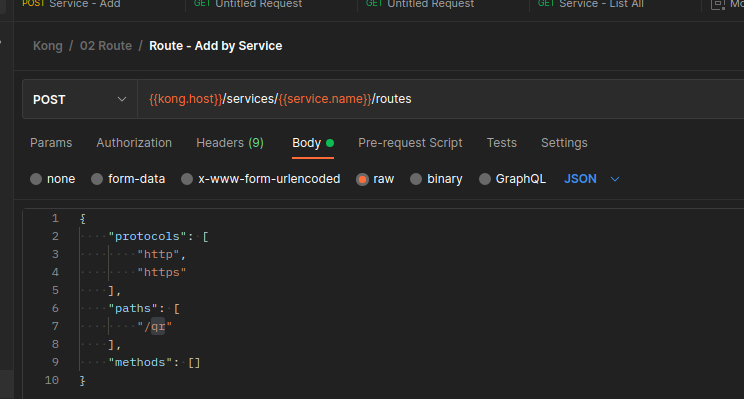 POST Service - Add GET Untitled Request GET Untitled Request GET Service - List All Mo
Kong / 02 Route / Route - Add by Service
POST {{kong.host}}/services/{{service.name}}/routes
Params Authorization Headers (9) Body Pre-request Script Tests Settings
none form-data x-www-form-urlencoded raw binary GraphQL JSON
1 {
2 "protocols": [
3 "http",
4 "https"
5 ],
6 "paths": [
7 "/qr"
8 ],
9 "methods": []
10 }